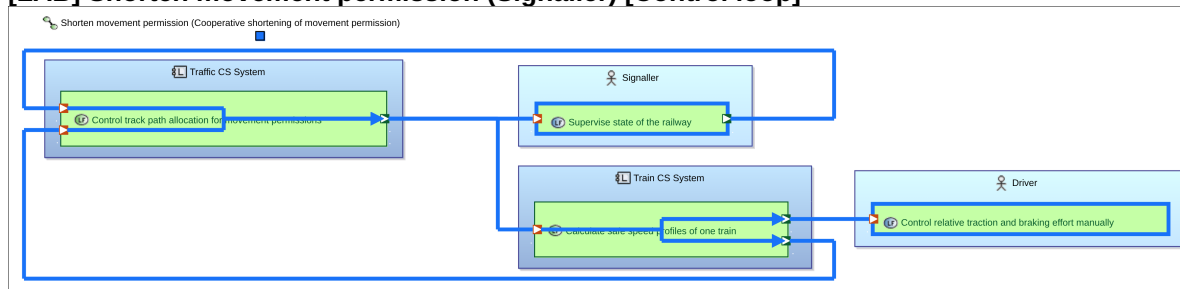 [LAB] Shorten movement permission (Signaller) [Control loop]
Shorten movement permission (Cooperative shortening of movement permission)
Traffic CS System
Signaller
Control track path allocation for movement permissions
Supervise state of the railway
Train CS System
Driver
Calculate safe speed profiles of one train
Control relative traction and braking effort manually